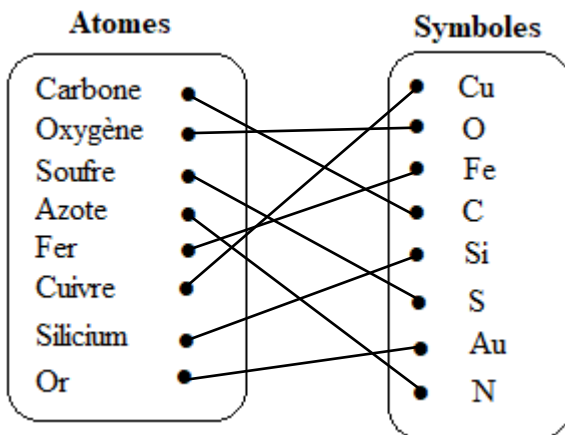 Atomes
Carbone
Oxygène
Soufre
Azote
Fer
Cuivre
Silicium
Or
Symboles
Cu
O
Fe
C
Si
S
Au
N